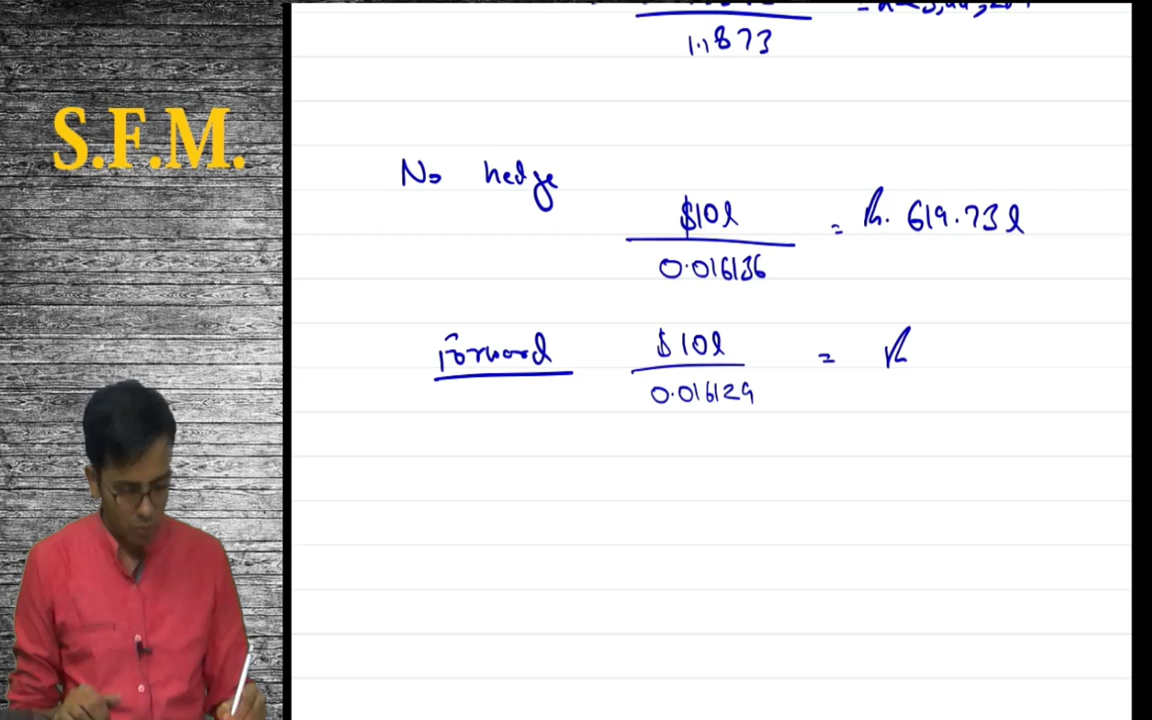 S.F.M.
1.1873
No hedge
$10l
0.016136
= Rs. 619.73l
Forward
$10l
0.016129
= Rs